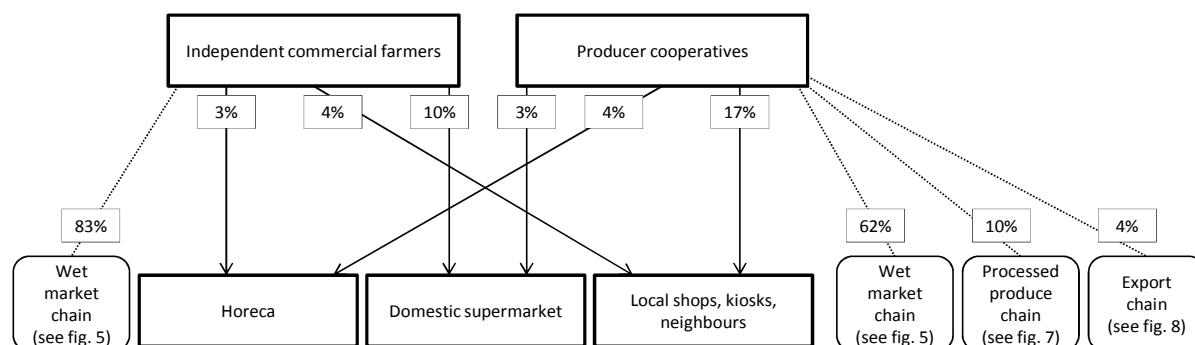 Independent commercial farmers
Producer cooperatives
3%
4%
10%
3%
4%
17%
83%
62%
10%
4%
Wet
market
chain
(see fig. 5)
Horeca
Domestic supermarket
Local shops, kiosks,
neighbours
Wet
market
chain
(see fig. 5)
Processed
produce
chain
(see fig. 7)
Export
chain
(see fig. 8)